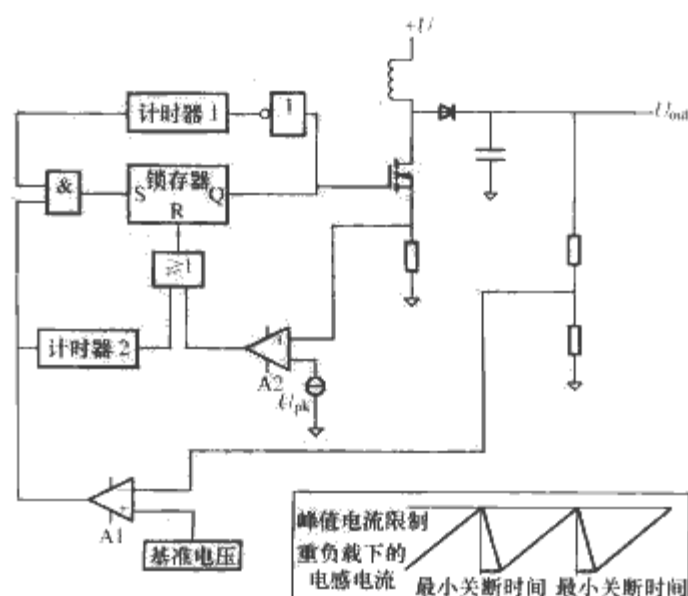 +U
计时器 1
1
U_out
&
S 锁存器 Q
R
≥1
计时器 2
A2
U_pk
A1
基准电压
峰值电流限制
重负载下的
电感电流
最小关断时间 最小关断时间